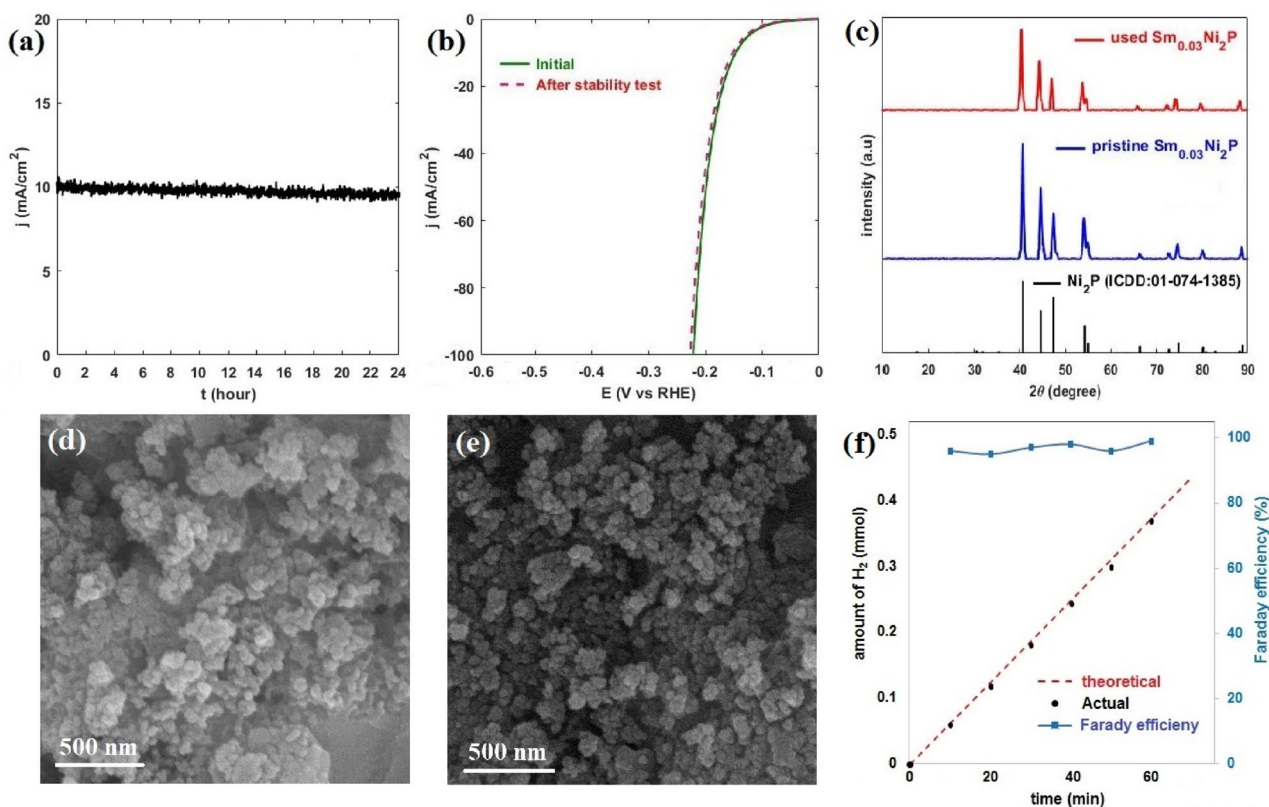 (a)
20
15
10
5
0
j (mA/cm²)
0 2 4 6 8 10 12 14 16 18 20 22 24
t (hour)
(b)
Initial
After stability test
0
-20
-40
-60
-80
-100
j (mA/cm²)
-0.6 -0.5 -0.4 -0.3 -0.2 -0.1 0
E (V vs RHE)
(c)
used Sm₀.₀₃Ni₂P
pristine Sm₀.₀₃Ni₂P
Ni₂P (ICDD:01-074-1385)
intensity (a.u)
10 20 30 40 50 60 70 80 90
2θ (degree)
(d)
500 nm
(e)
500 nm
(f)
0.5
0.4
0.3
0.2
0.1
0
amount of H₂ (mmol)
100
80
60
40
20
0
Faraday efficiency (%)
theoretical
Actual
Farady efficieny
0 20 40 60
time (min)